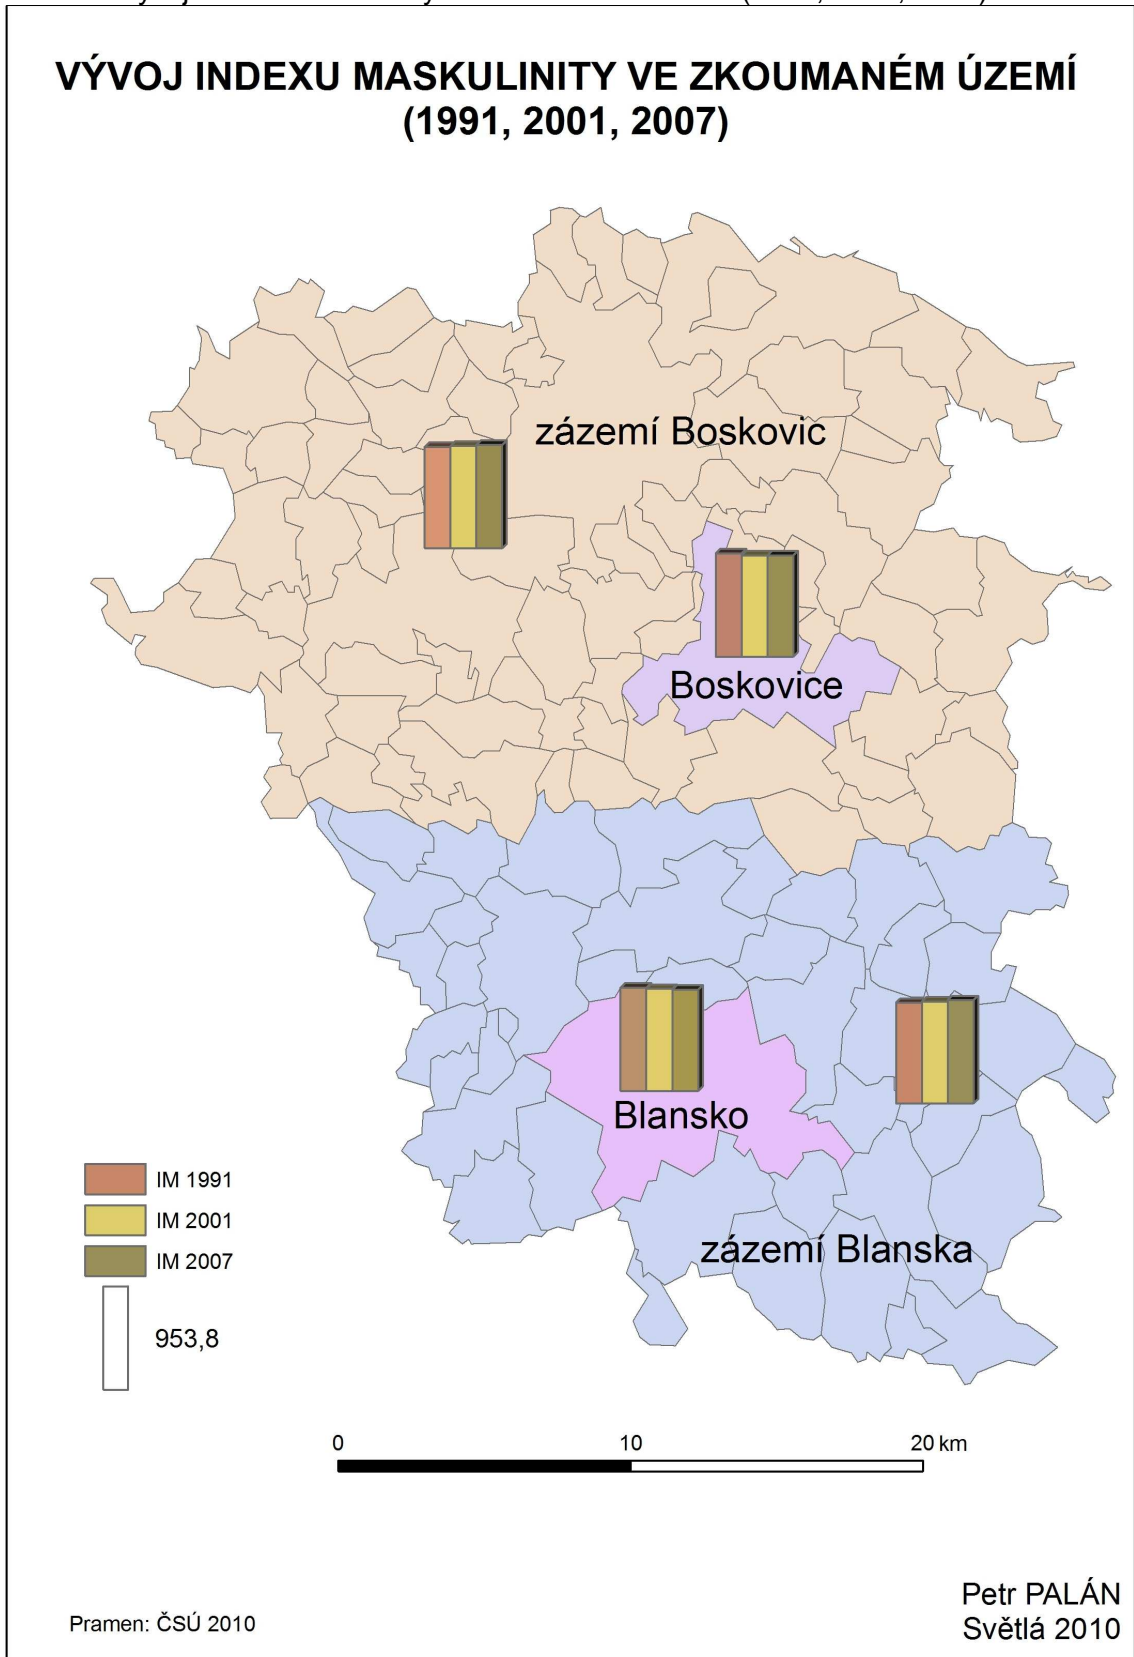 VÝVOJ INDEXU MASKULINITY VE ZKOUMANÉM ÚZEMÍ
(1991, 2001, 2007)
zázemí Boskovic
Boskovice
Blansko
zázemí Blanska
IM 1991
IM 2001
IM 2007
953,8
0 10 20 km
Pramen: ČSÚ 2010
Petr PALÁN
Světlá 2010